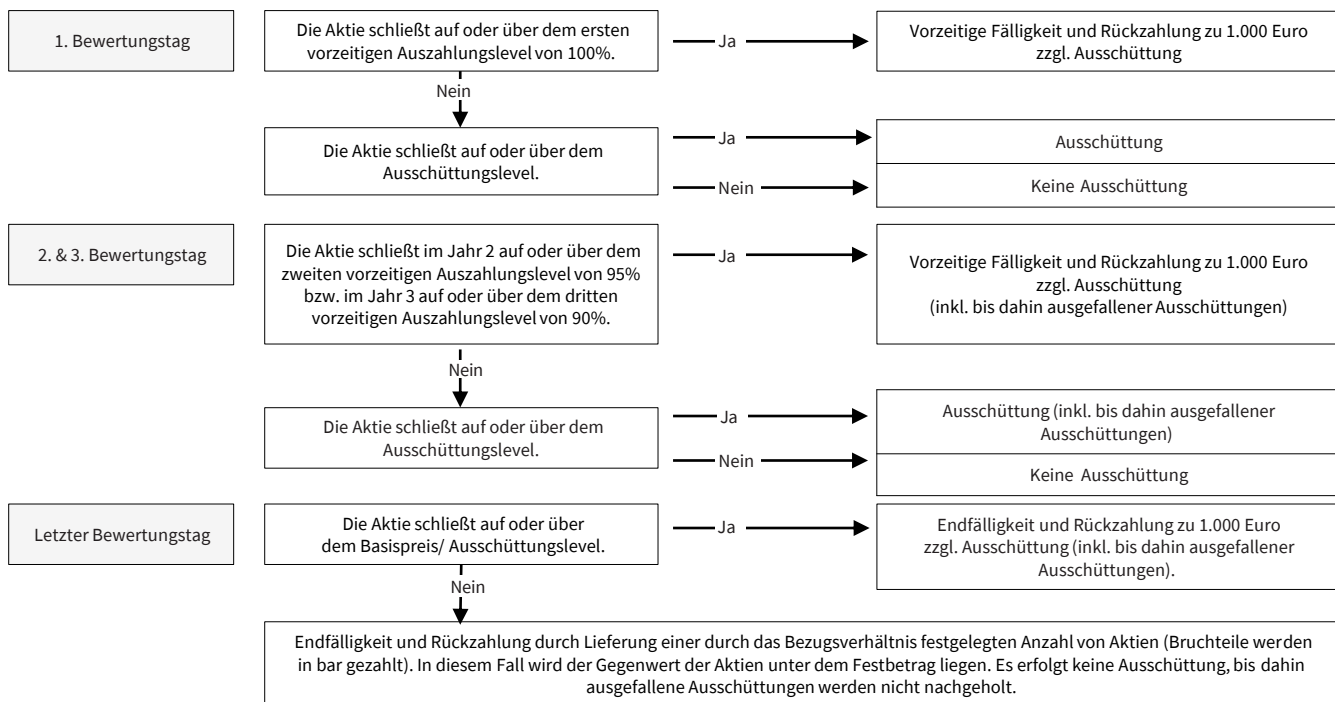 1. Bewertungstag
Die Aktie schließt auf oder über dem ersten
vorzeitigen Auszahlungslevel von 100%.
Ja
Vorzeitige Fälligkeit und Rückzahlung zu 1.000 Euro
zzgl. Ausschüttung
Nein
Die Aktie schließt auf oder über dem
Ausschüttungslevel.
Ja
Ausschüttung
Nein
Keine Ausschüttung
2. & 3. Bewertungstag
Die Aktie schließt im Jahr 2 auf oder über dem
zweiten vorzeitigen Auszahlungslevel von 95%
bzw. im Jahr 3 auf oder über dem dritten
vorzeitigen Auszahlungslevel von 90%.
Ja
Vorzeitige Fälligkeit und Rückzahlung zu 1.000 Euro
zzgl. Ausschüttung
(inkl. bis dahin ausgefallener Ausschüttungen)
Nein
Die Aktie schließt auf oder über dem
Ausschüttungslevel.
Ja
Ausschüttung (inkl. bis dahin ausgefallener
Ausschüttungen)
Nein
Keine Ausschüttung
Letzter Bewertungstag
Die Aktie schließt auf oder über
dem Basispreis/ Ausschüttungslevel.
Ja
Endfälligkeit und Rückzahlung zu 1.000 Euro
zzgl. Ausschüttung (inkl. bis dahin ausgefallener
Ausschüttungen).
Nein
Endfälligkeit und Rückzahlung durch Lieferung einer durch das Bezugsverhältnis festgelegten Anzahl von Aktien (Bruchteile werden
in bar gezahlt). In diesem Fall wird der Gegenwert der Aktien unter dem Festbetrag liegen. Es erfolgt keine Ausschüttung, bis dahin
ausgefallene Ausschüttungen werden nicht nachgeholt.